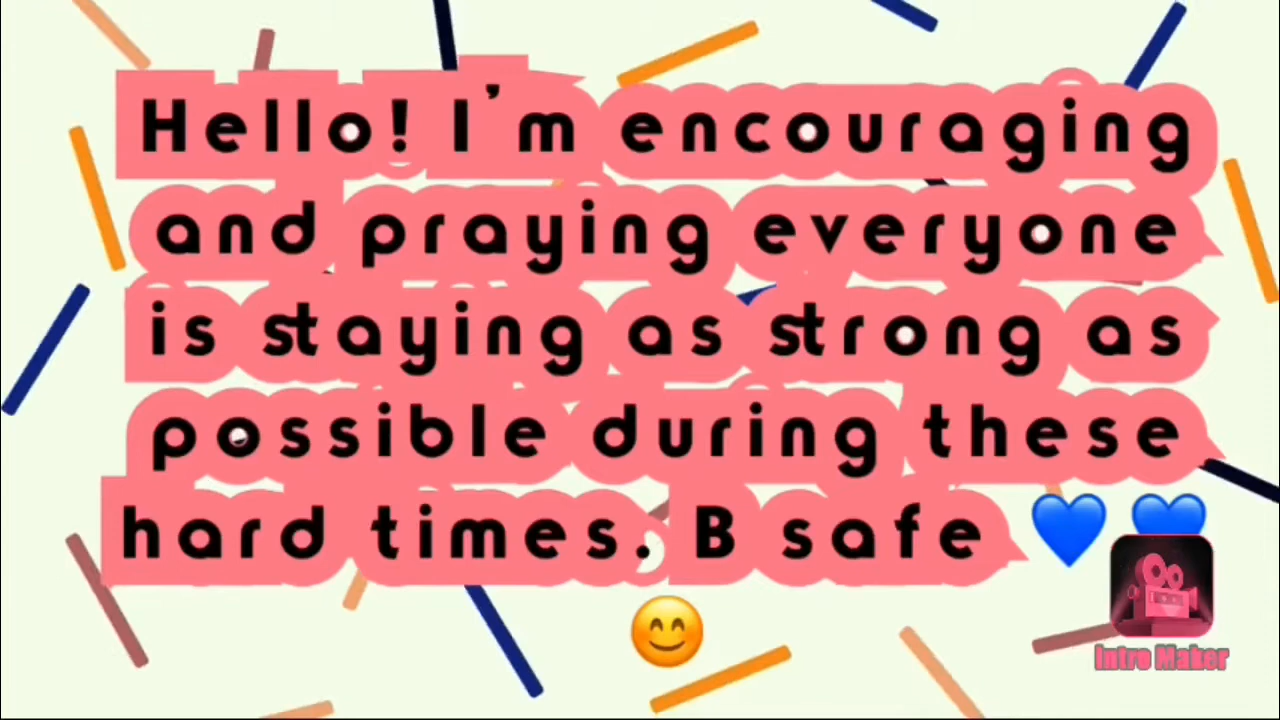 Hello! I'm encouraging
and praying everyone
is staying as strong as
possible during these
hard times. B safe 💙 💙
😊
Intro Maker